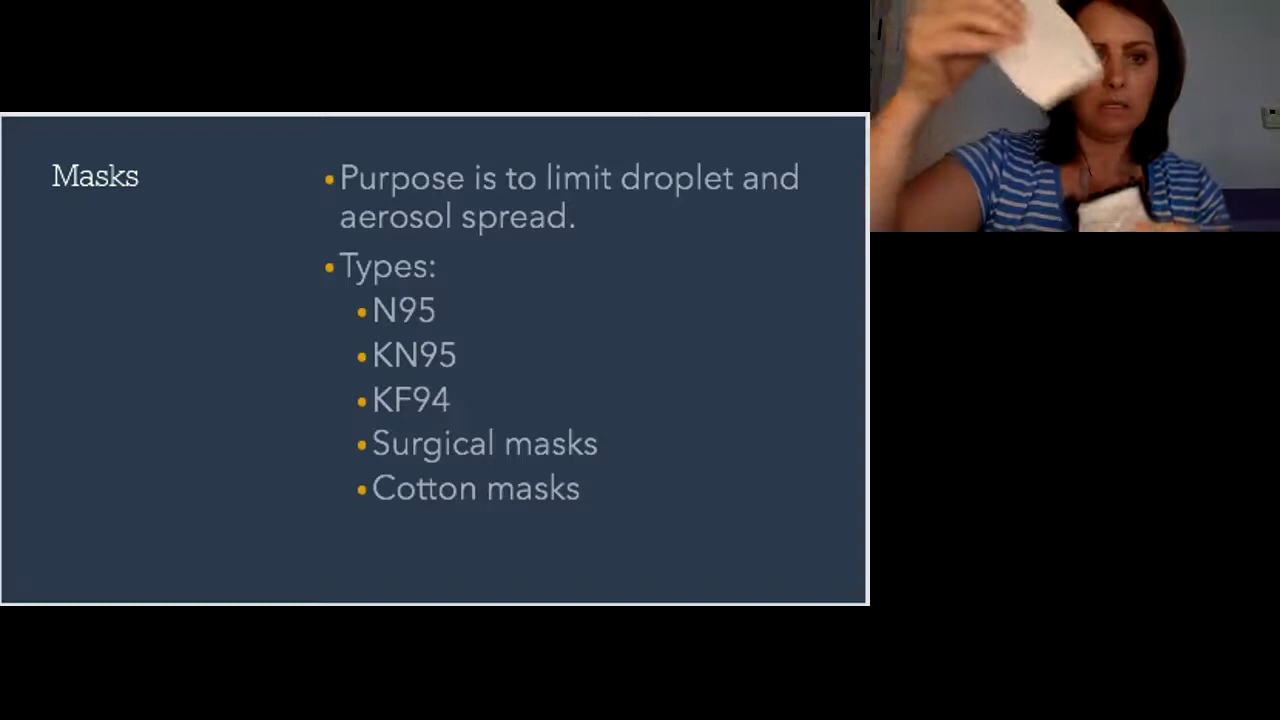 Masks
Purpose is to limit droplet and
aerosol spread.
Types:
N95
KN95
KF94
Surgical masks
Cotton masks